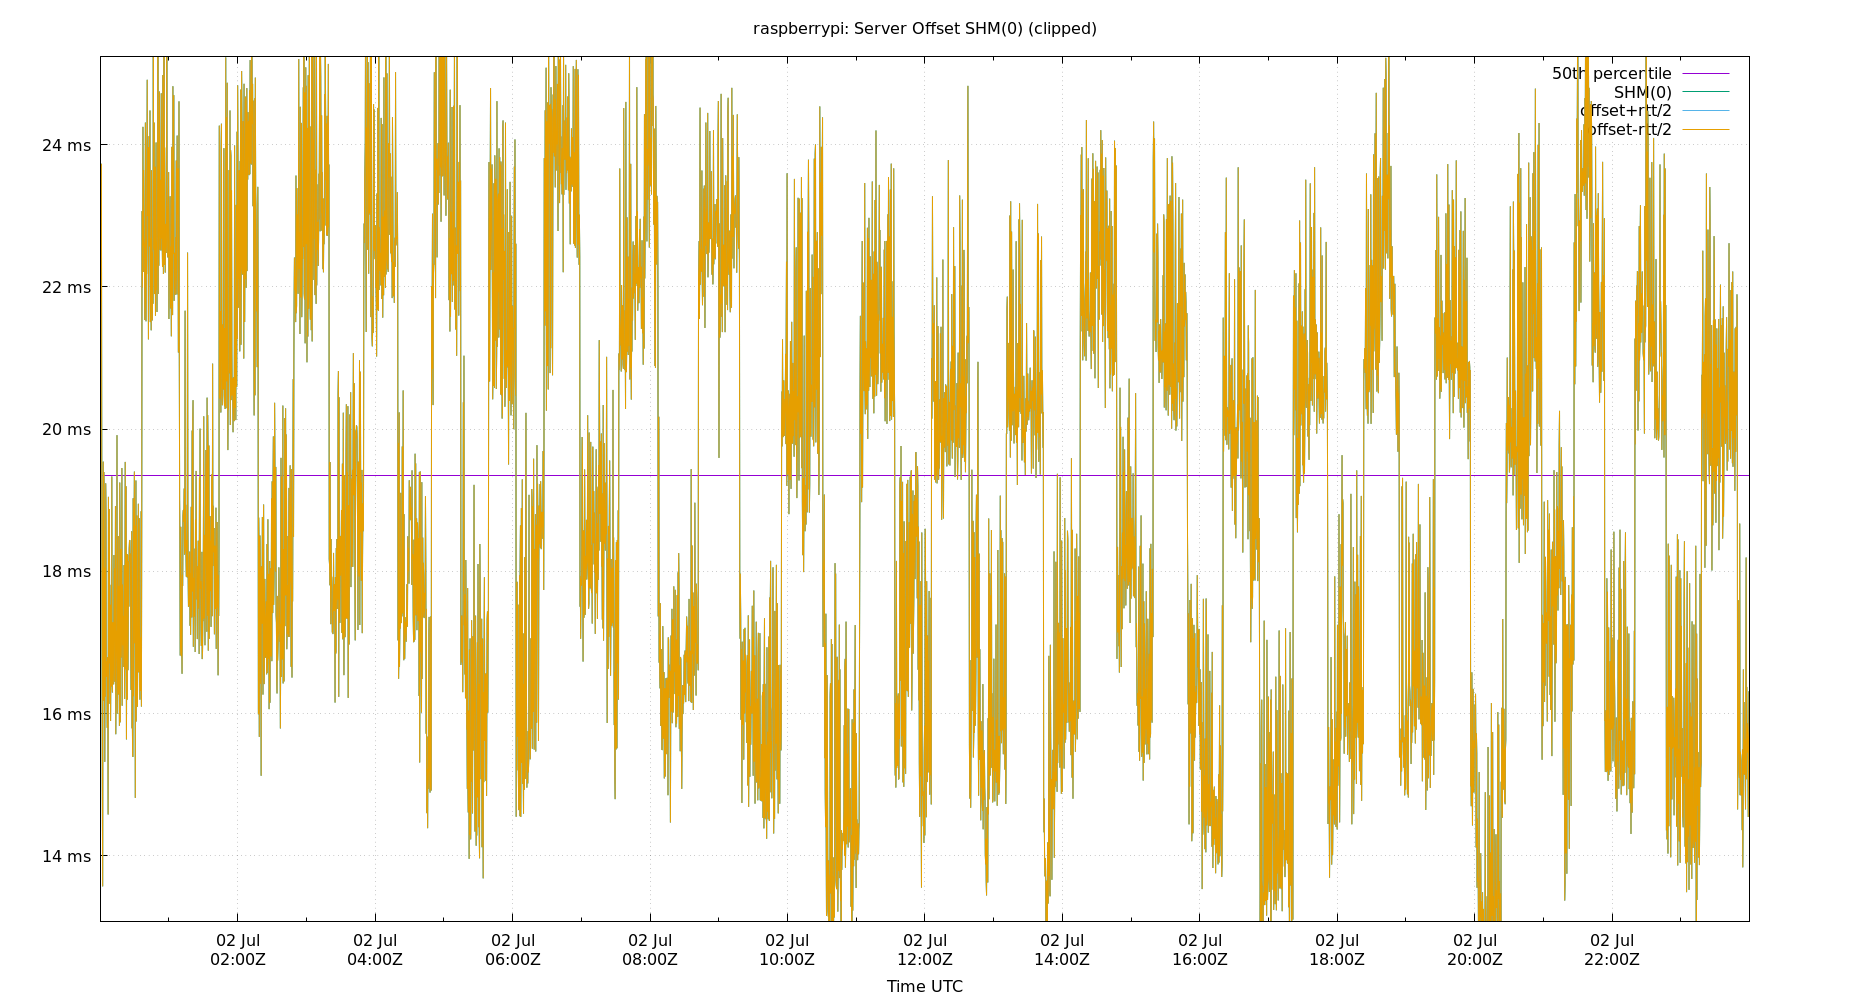 raspberrypi: Server Offset SHM(0) (clipped)
50th percentile
SHM(0)
offset+rtt/2
offset-rtt/2
24 ms
22 ms
20 ms
18 ms
16 ms
14 ms
02 Jul 02 Jul 02 Jul 02 Jul 02 Jul 02 Jul 02 Jul 02 Jul 02 Jul 02 Jul 02 Jul
02:00Z 04:00Z 06:00Z 08:00Z 10:00Z 12:00Z 14:00Z 16:00Z 18:00Z 20:00Z 22:00Z
Time UTC